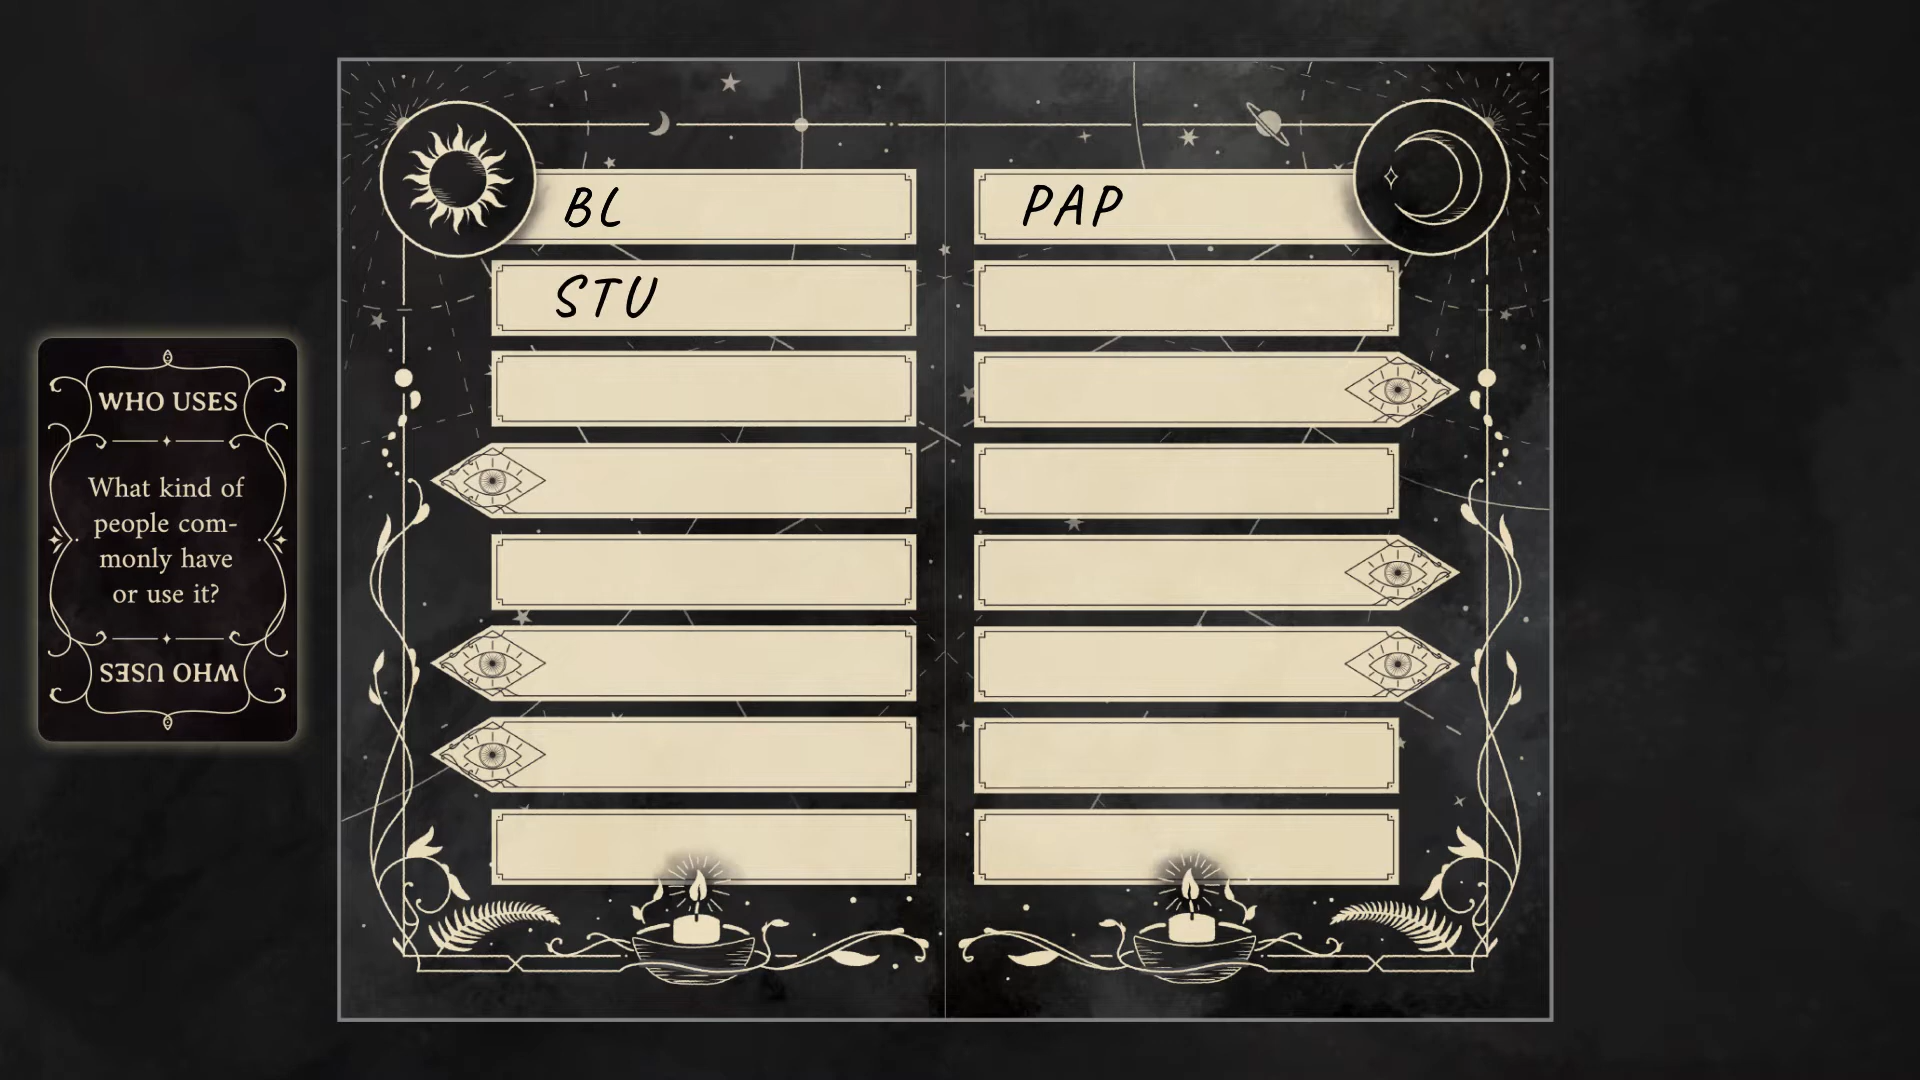 WHO USES
What kind of
people com-
monly have
or use it?
WHO USES
BL
STU
PAP